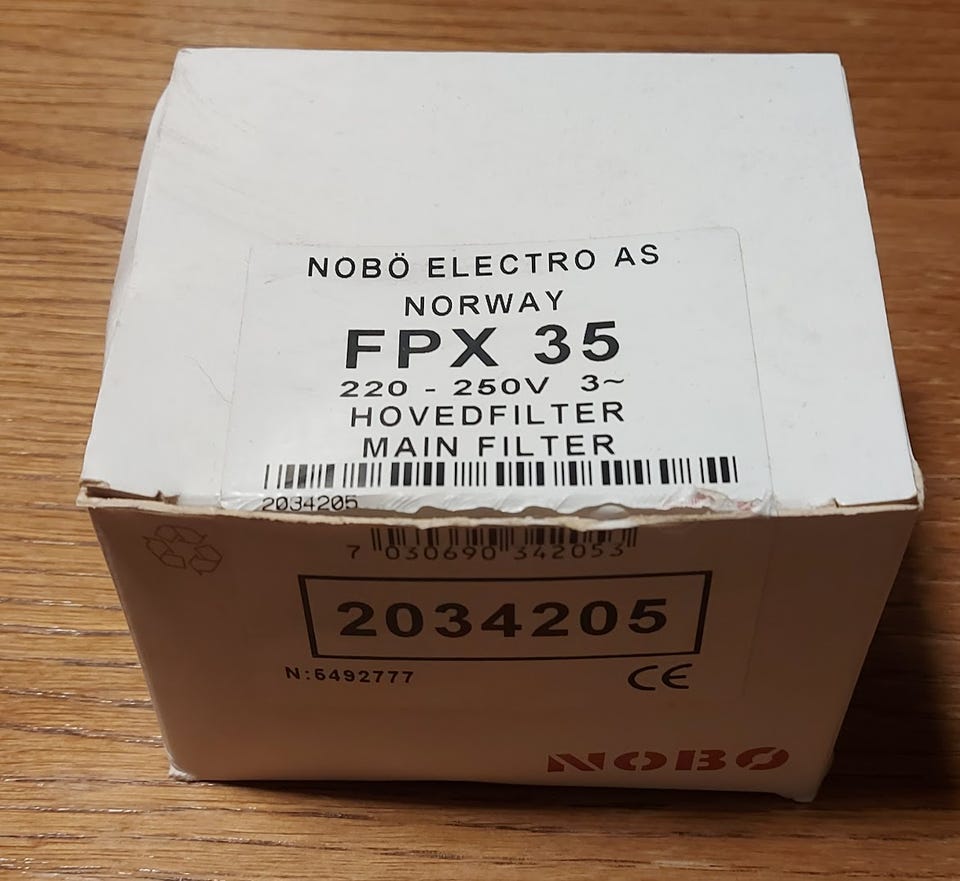 NOBÖ ELECTRO AS
NORWAY
FPX 35
220 - 250V 3~
HOVEDFILTER
MAIN FILTER
2034205
7 030690 342053
2034205
N:5492777
CE
NOBØ